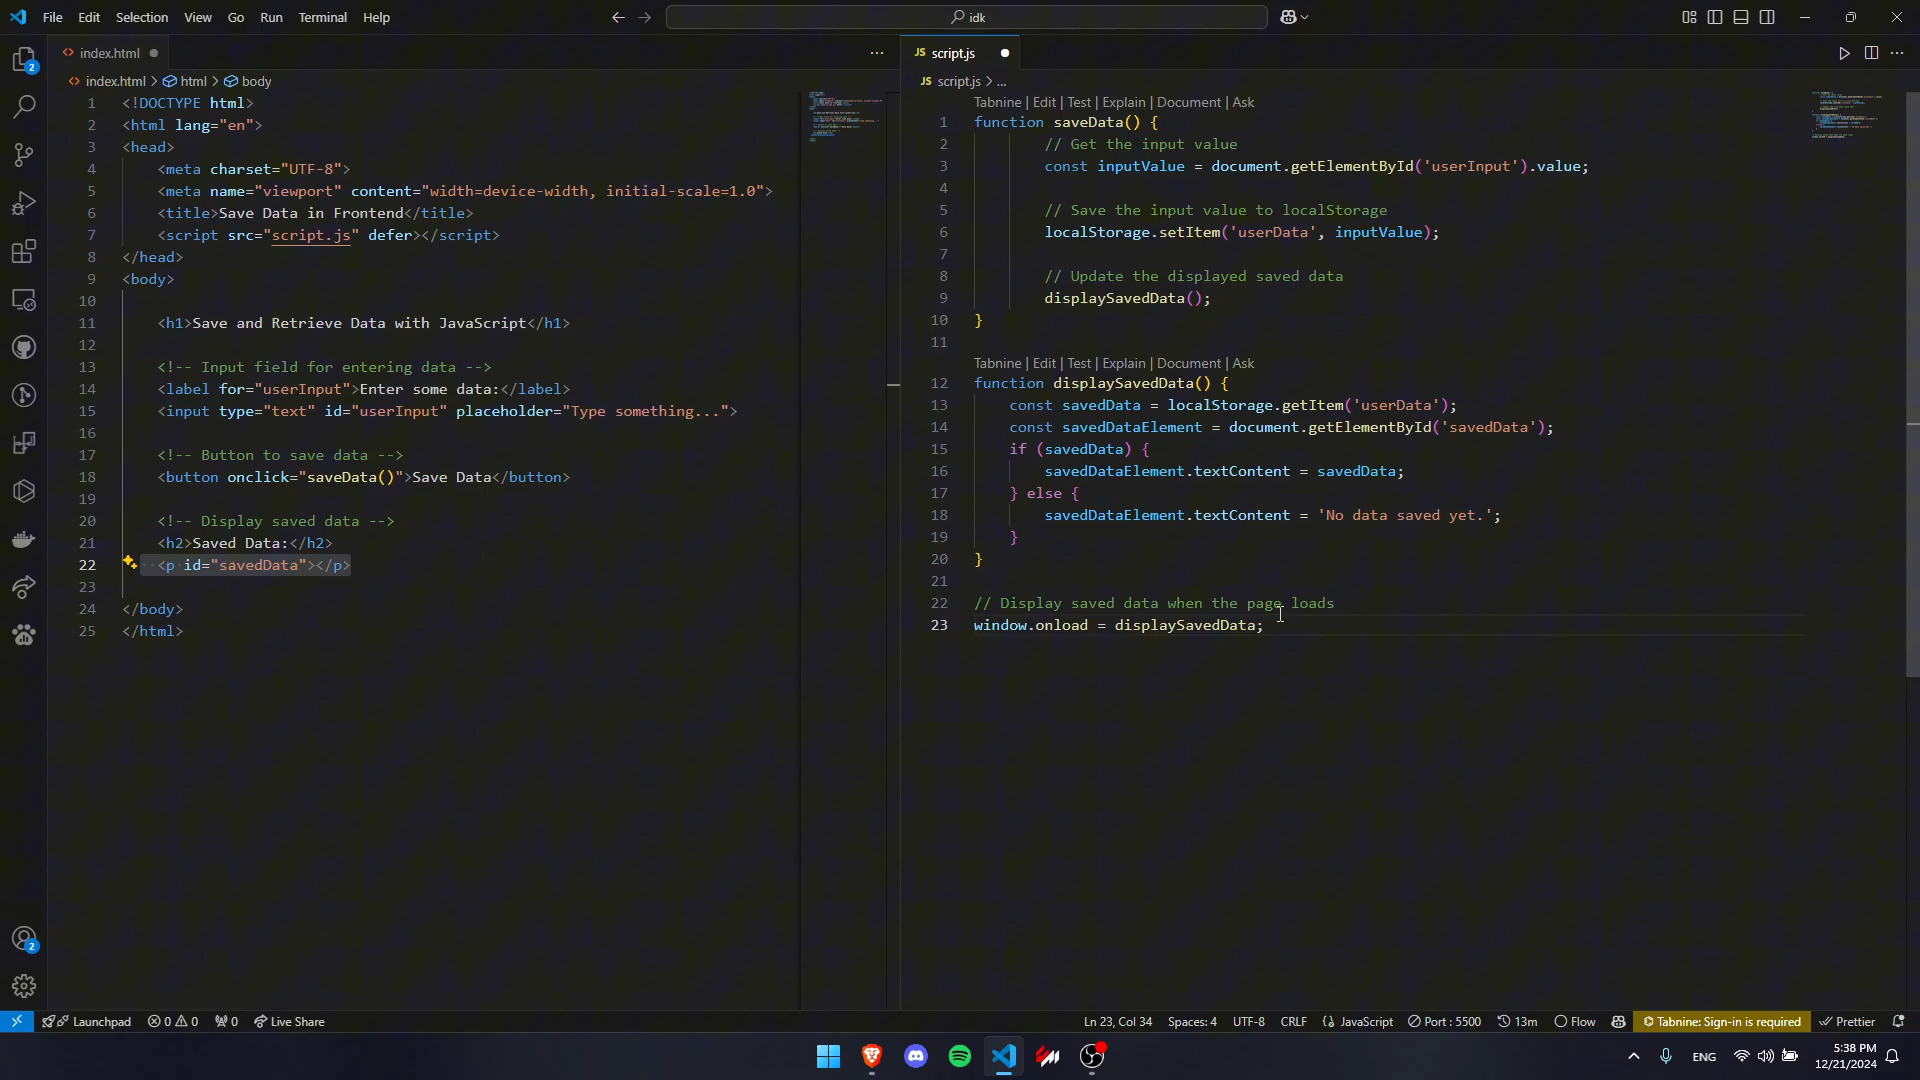 File Edit Selection View Go Run Terminal Help
idk
index.html
index.html > html > body
1 <!DOCTYPE html>
2 <html lang="en">
3 <head>
4 <meta charset="UTF-8">
5 <meta name="viewport" content="width=device-width, initial-scale=1.0">
6 <title>Save Data in Frontend</title>
7 <script src="script.js" defer></script>
8 </head>
9 <body>
10
11 <h1>Save and Retrieve Data with JavaScript</h1>
12
13 <!-- Input field for entering data -->
14 <label for="userInput">Enter some data:</label>
15 <input type="text" id="userInput" placeholder="Type something...">
16
17 <!-- Button to save data -->
18 <button onclick="saveData()">Save Data</button>
19
20 <!-- Display saved data -->
21 <h2>Saved Data:</h2>
22 <p id="savedData"></p>
23
24 </body>
25 </html>
JS script.js
JS script.js > ...
Tabnine | Edit | Test | Explain | Document | Ask
1 function saveData() {
2 // Get the input value
3 const inputValue = document.getElementById('userInput').value;
4
5 // Save the input value to localStorage
6 localStorage.setItem('userData', inputValue);
7
8 // Update the displayed saved data
9 displaySavedData();
10 }
11
Tabnine | Edit | Test | Explain | Document | Ask
12 function displaySavedData() {
13 const savedData = localStorage.getItem('userData');
14 const savedDataElement = document.getElementById('savedData');
15 if (savedData) {
16 savedDataElement.textContent = savedData;
17 } else {
18 savedDataElement.textContent = 'No data saved yet.';
19 }
20 }
21
22 // Display saved data when the page loads
23 window.onload = displaySavedData;
2
2
Launchpad 0 0 0 Live Share
Ln 23, Col 34 Spaces: 4 UTF-8 CRLF {} JavaScript Port : 5500 13m Flow Tabnine: Sign-in is required Prettier
ENG
5:38 PM
12/21/2024